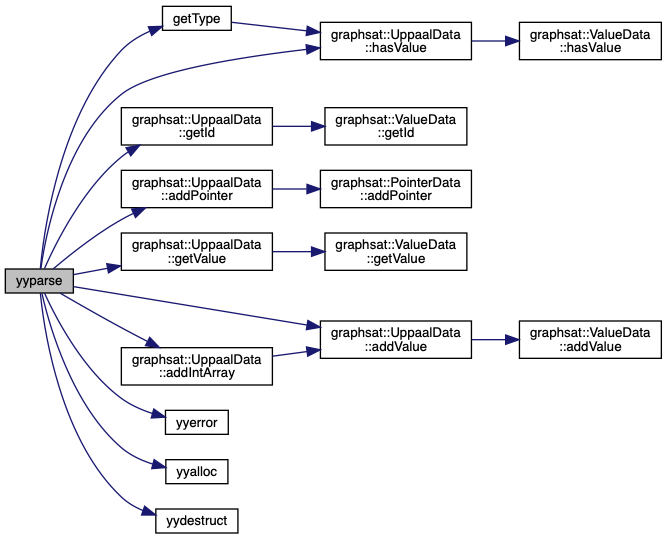 getType
graphsat::UppaalData
::hasValue
graphsat::ValueData
::hasValue
graphsat::UppaalData
::getId
graphsat::ValueData
::getId
graphsat::UppaalData
::addPointer
graphsat::PointerData
::addPointer
graphsat::UppaalData
::getValue
graphsat::ValueData
::getValue
yyparse
graphsat::UppaalData
::addValue
graphsat::ValueData
::addValue
graphsat::UppaalData
::addIntArray
yyerror
yyalloc
yydestruct